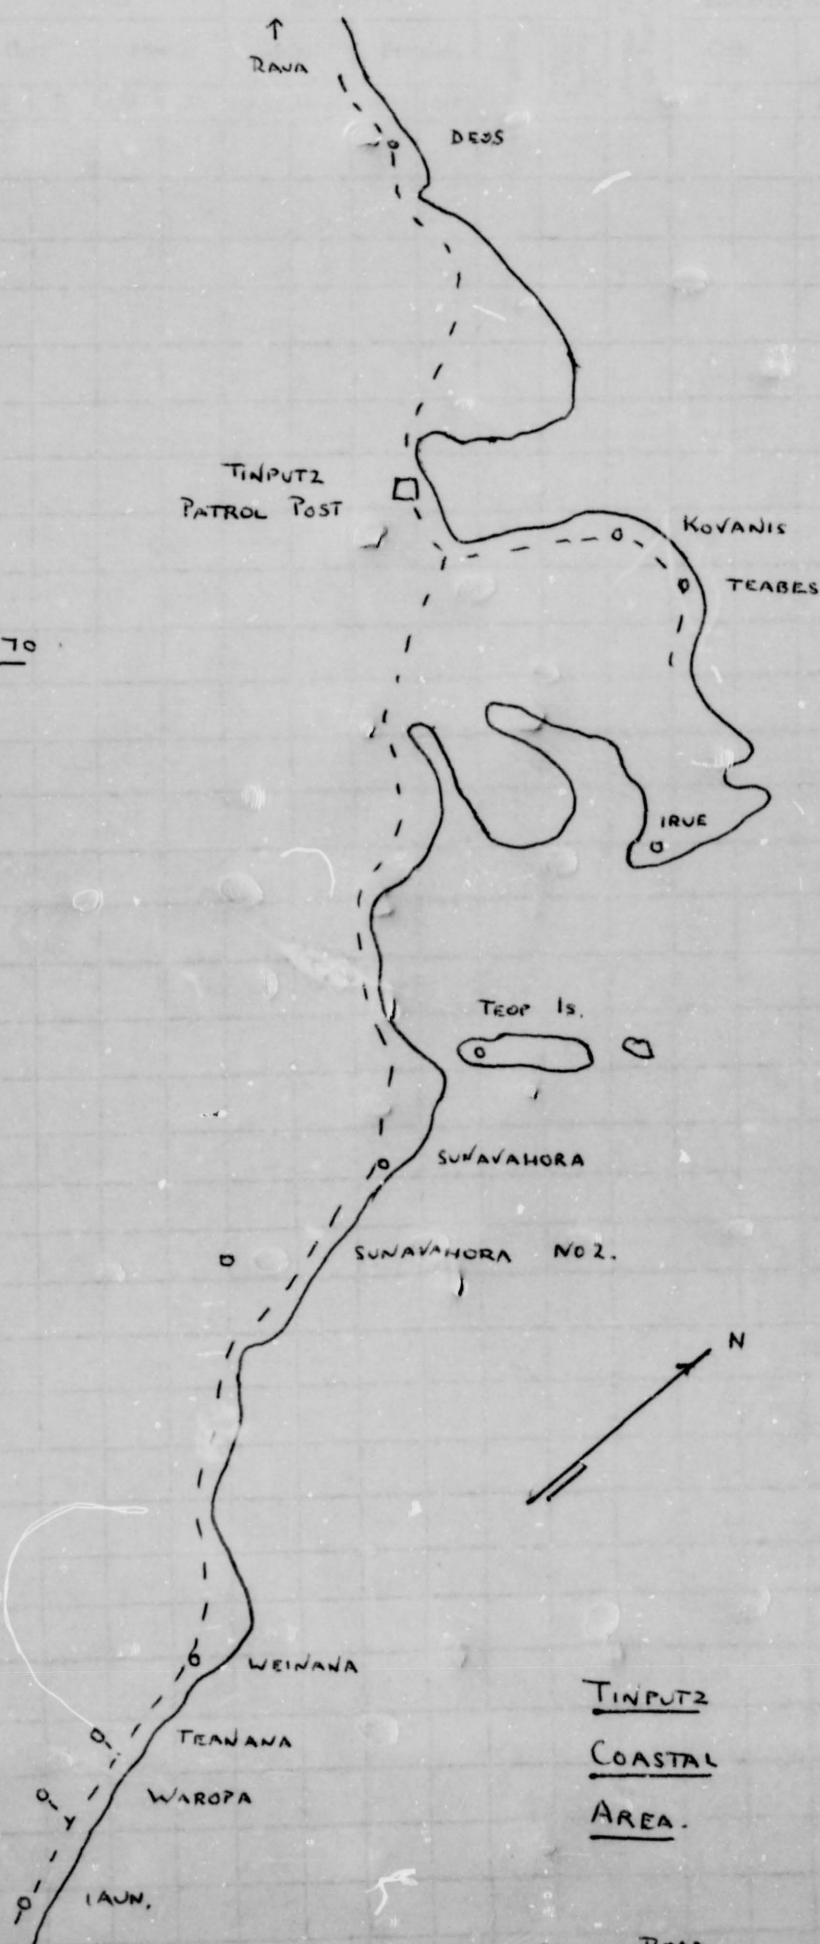 ↑
RAVA
DEOS
TINPUTZ
PATROL POST
KOVANIS
TEABES
70
IRUE
TEOP Is.
SUNAVAHORA
SUNAVAHORA NO 2.
N
WEINANA
TEANANA
WAROPA
IAUN.
TINPUTZ
COASTAL
AREA.